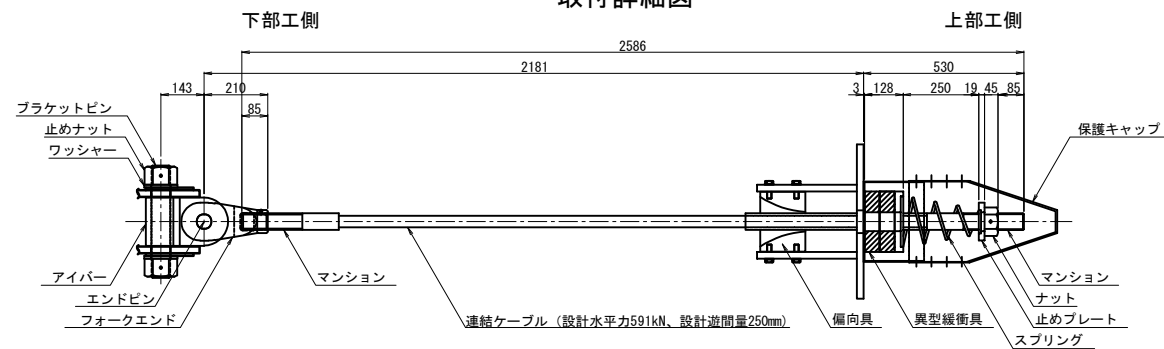 取付詳細図
下部工側
上部工側
2586
2181
530
143
210
3
128
250
19
45
85
85
ブラケットピン
止めナット
ワッシャー
保護キャップ
アイバー
エンドピン
フォークエンド
マンション
連結ケーブル（設計水平力591kN、設計遊間量250mm）
偏向具
異型緩衝具
マンション
ナット
止めプレート
スプリング